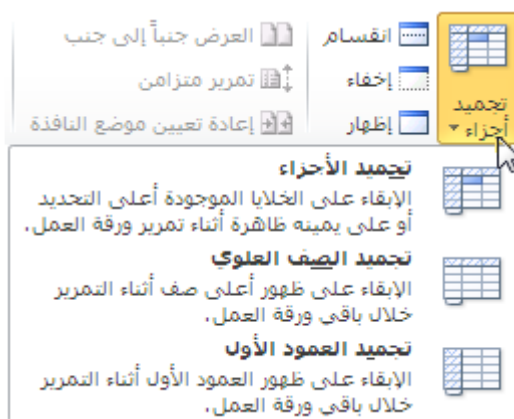 تجميد
أجزاء
انقسام
إخفاء
إظهار
العرض جنباً إلى جنب
تمرير متزامن
إعادة تعيين موضع النافذة
تجميد الأجزاء
الإبقاء على الخلايا الموجودة أعلى التحديد
أو على يمينه ظاهرة أثناء تمرير ورقة العمل.
تجميد الصف العلوي
الإبقاء على ظهور أعلى صف أثناء التمرير
خلال باقي ورقة العمل.
تجميد العمود الأول
الإبقاء على ظهور العمود الأول أثناء التمرير
خلال باقي ورقة العمل.